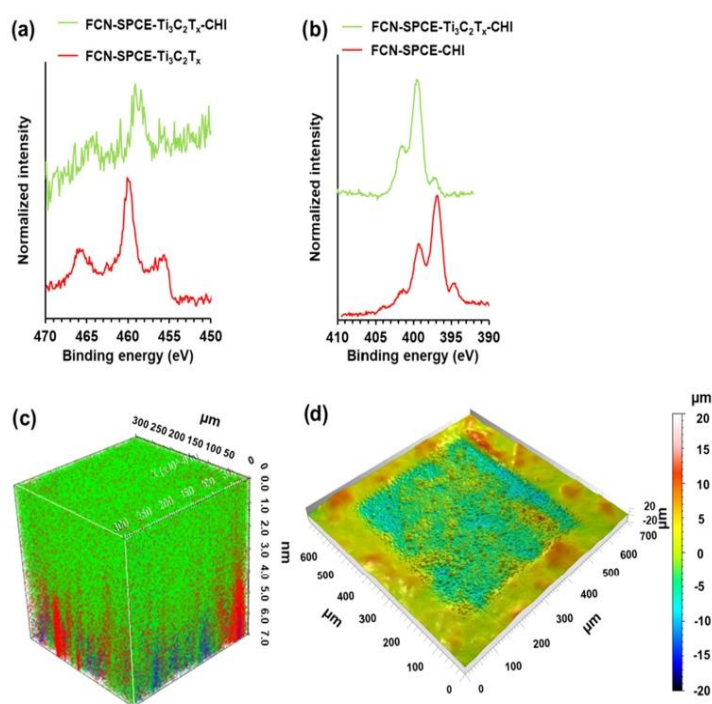 (a)
FCN-SPCE-Ti₃C₂Tₓ-CHI
FCN-SPCE-Ti₃C₂Tₓ
Normalized intensity
470 465 460 455 450
Binding energy (eV)
(b)
FCN-SPCE-Ti₃C₂Tₓ-CHI
FCN-SPCE-CHI
Normalized intensity
410 405 400 395 390
Binding energy (eV)
(c)
µm
300 250 200 150 100 50 0
0.0 1.0 2.0 3.0 4.0 5.0 6.0 7.0
nm
(d)
600 500 400 300 200 100 0
µm
0 100 200 300 400 500 600 700
µm
20
-20
µm
20
15
10
5
0
-5
-10
-15
-20